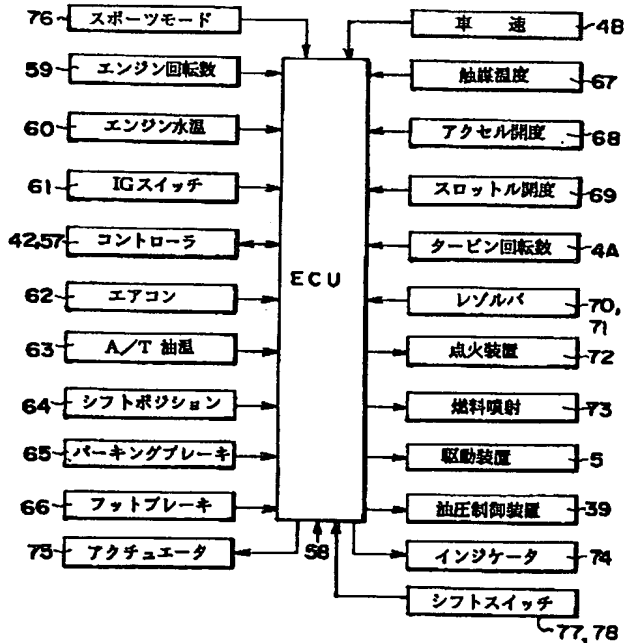 76 スポーツモード
59 エンジン回転数
60 エンジン水温
61 IGスイッチ
42,57 コントローラ
62 エアコン
63 A/T 油温
64 シフトポジション
65 パーキングブレーキ
66 フットブレーキ
75 アクチュエータ
ECU
58
車 速 4B
触媒温度 67
アクセル開度 68
スロットル開度 69
タービン回転数 4A
レゾルバ 70,
71
点火装置 72
燃料噴射 73
駆動装置 5
油圧制御装置 39
インジケータ 74
シフトスイッチ
77,78